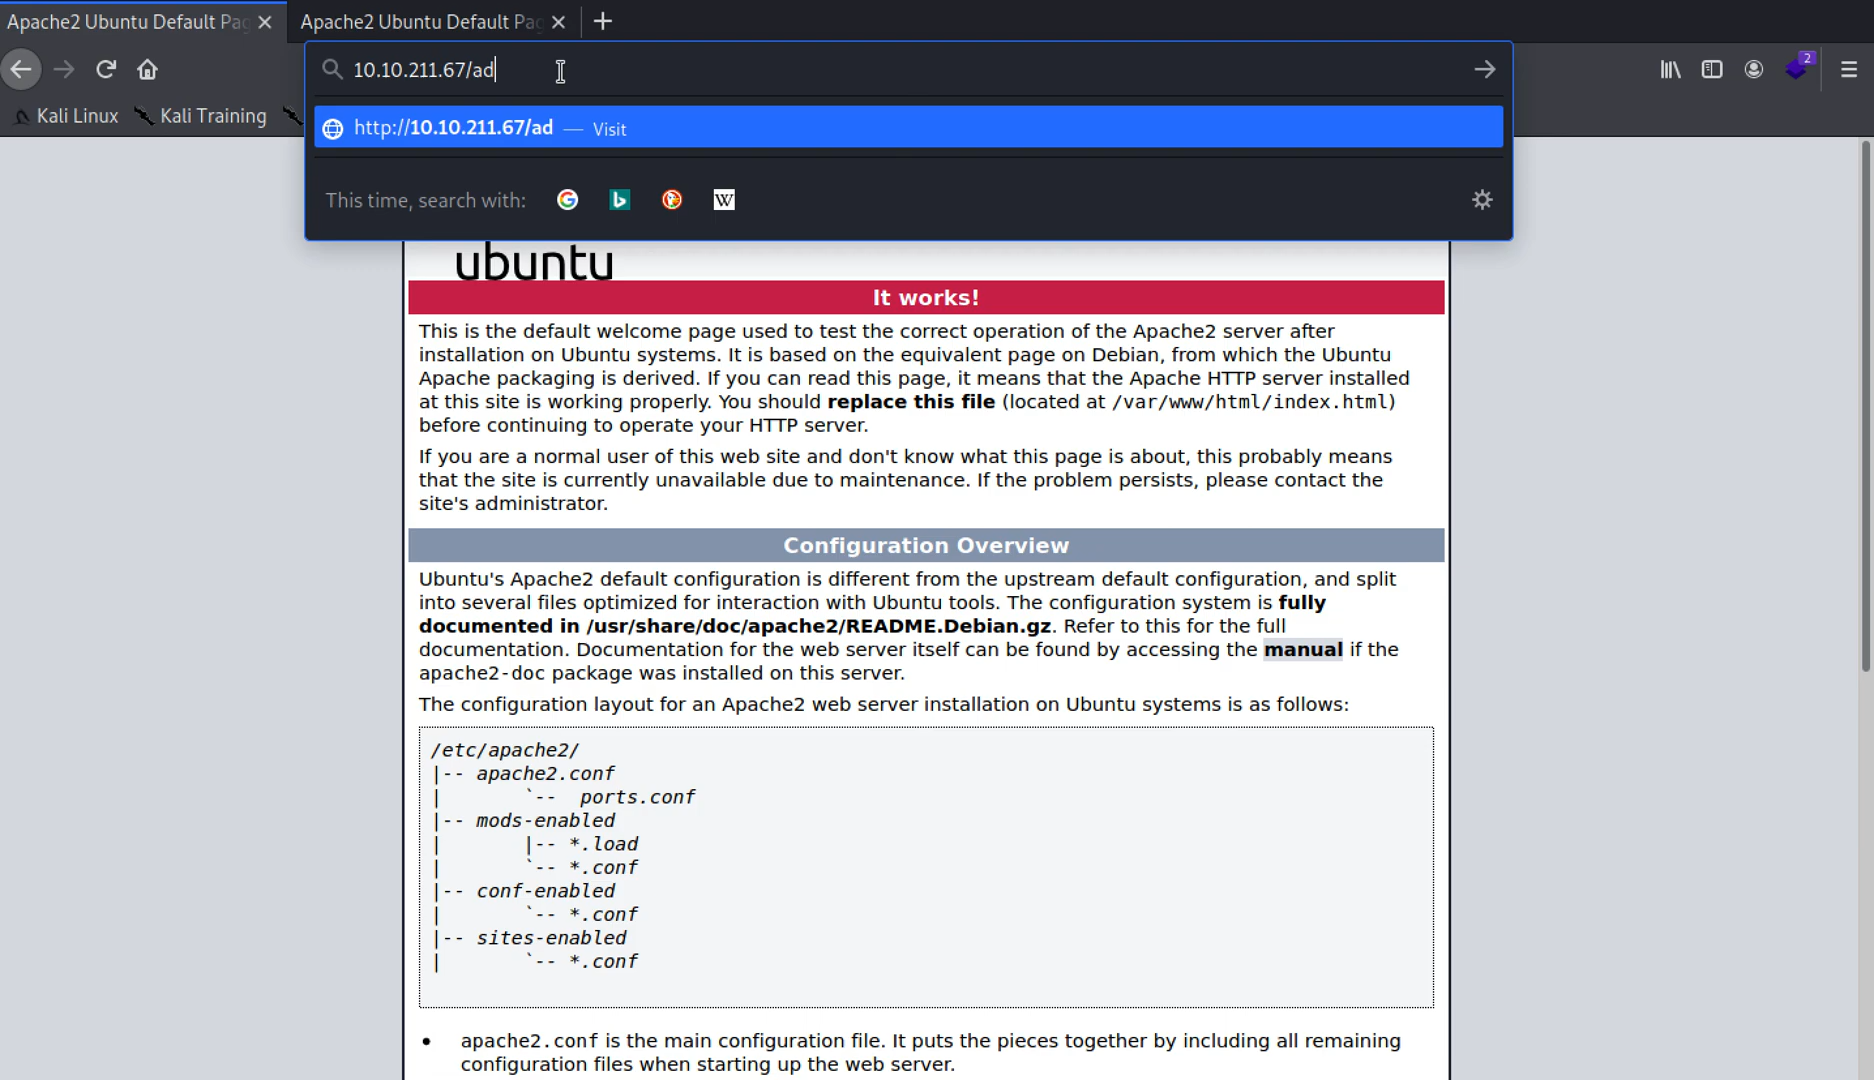 Apache2 Ubuntu Default Pag
Apache2 Ubuntu Default Pag
10.10.211.67/ad
2
Kali Linux
Kali Training
http://10.10.211.67/ad — Visit
This time, search with:
W
ubuntu
It works!
This is the default welcome page used to test the correct operation of the Apache2 server after
installation on Ubuntu systems. It is based on the equivalent page on Debian, from which the Ubuntu
Apache packaging is derived. If you can read this page, it means that the Apache HTTP server installed
at this site is working properly. You should replace this file (located at /var/www/html/index.html)
before continuing to operate your HTTP server.
If you are a normal user of this web site and don't know what this page is about, this probably means
that the site is currently unavailable due to maintenance. If the problem persists, please contact the
site's administrator.
Configuration Overview
Ubuntu's Apache2 default configuration is different from the upstream default configuration, and split
into several files optimized for interaction with Ubuntu tools. The configuration system is fully
documented in /usr/share/doc/apache2/README.Debian.gz. Refer to this for the full
documentation. Documentation for the web server itself can be found by accessing the manual if the
apache2-doc package was installed on this server.
The configuration layout for an Apache2 web server installation on Ubuntu systems is as follows:
/etc/apache2/
|-- apache2.conf
|       `--  ports.conf
|-- mods-enabled
|       |-- *.load
|       `-- *.conf
|-- conf-enabled
|       `-- *.conf
|-- sites-enabled
|       `-- *.conf
• apache2.conf is the main configuration file. It puts the pieces together by including all remaining
configuration files when starting up the web server.